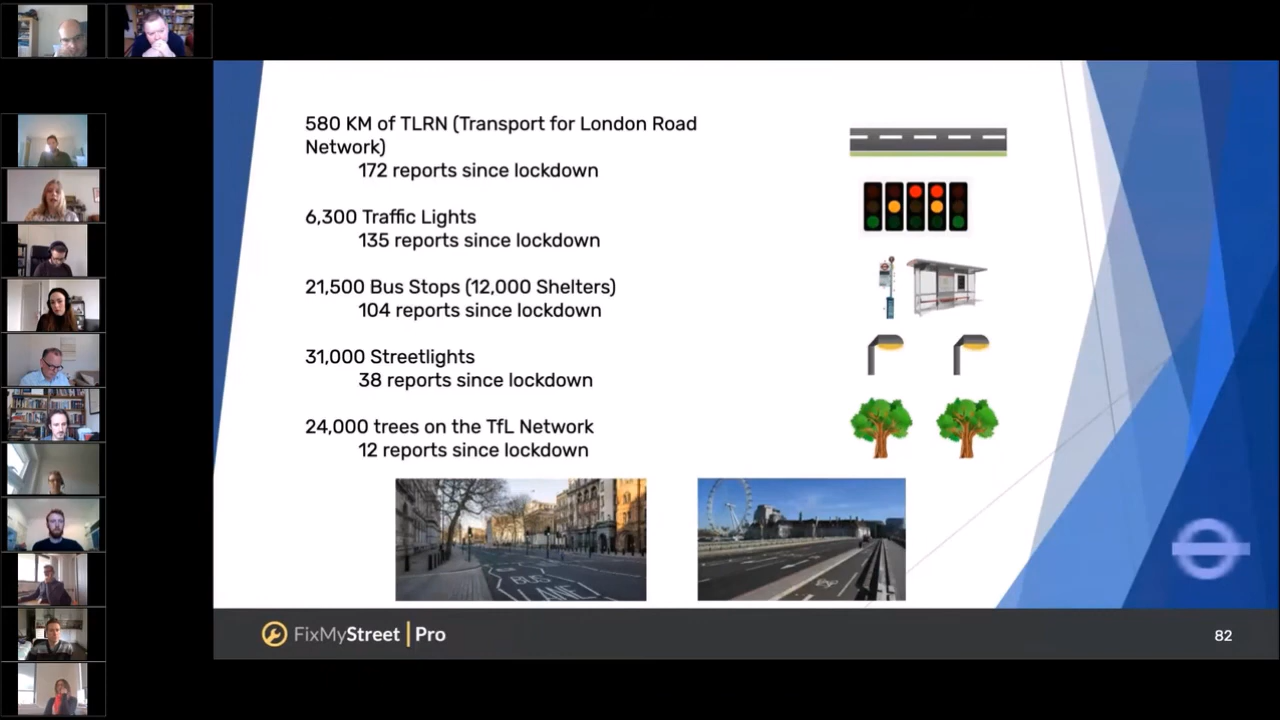 580 KM of TLRN (Transport for London Road
Network)
172 reports since lockdown
6,300 Traffic Lights
135 reports since lockdown
21,500 Bus Stops (12,000 Shelters)
104 reports since lockdown
31,000 Streetlights
38 reports since lockdown
24,000 trees on the TfL Network
12 reports since lockdown
BUS
LANE
FixMyStreet Pro
82